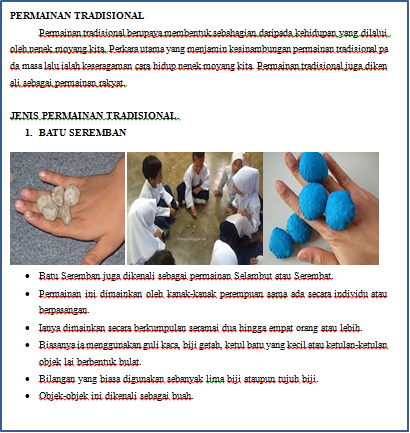 PERMAINAN TRADISIONAL
Permainan tradisional berupaya membentuk sebahagian daripada kehidupan yang dilalui
oleh nenek moyang kita. Perkara utama yang menjamin kesinambungan permainan tradisional pa
da masa lalu ialah keseragaman cara hidup nenek moyang kita. Permainan tradisional juga diken
ali sebagai permainan rakyat.
JENIS PERMAINAN TRADISIONAL.
1. BATU SEREMBAN
• Batu Seremban juga dikenali sebagai permainan Selambut atau Serembat.
• Permainan ini dimainkan oleh kanak-kanak perempuan sama ada secara individu atau
berpasangan.
• Ianya dimainkan secara berkumpulan seramai dua hingga empat orang atau lebih.
• Biasanya ia menggunakan guli kaca, biji getah, ketul batu yang kecil atau ketulan-ketulan
objek lai berbentuk bulat.
• Bilangan yang biasa digunakan sebanyak lima biji ataupun tujuh biji.
• Objek-objek ini dikenali sebagai buah.